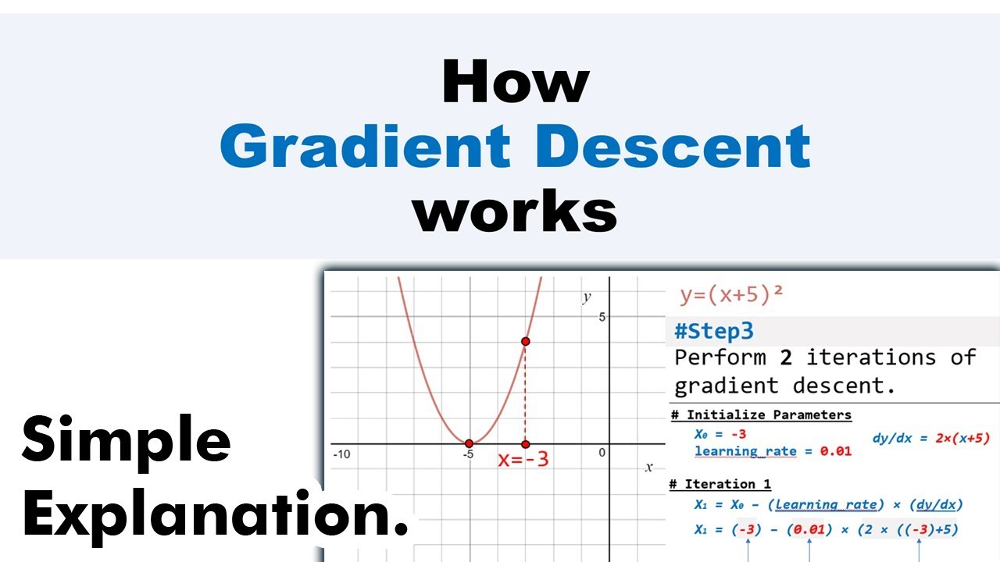 How
Gradient Descent
works
Simple
Explanation.
y
5
-10
-5
0
x
x=-3
y=(x+5)²
#Step3
Perform 2 iterations of
gradient descent.
# Initialize Parameters
X₀ = -3
learning_rate = 0.01
dy/dx = 2×(x+5)
# Iteration 1
X₁ = X₀ – (learning_rate) × (dy/dx)
X₁ = (-3) – (0.01) × (2 × ((-3)+5)